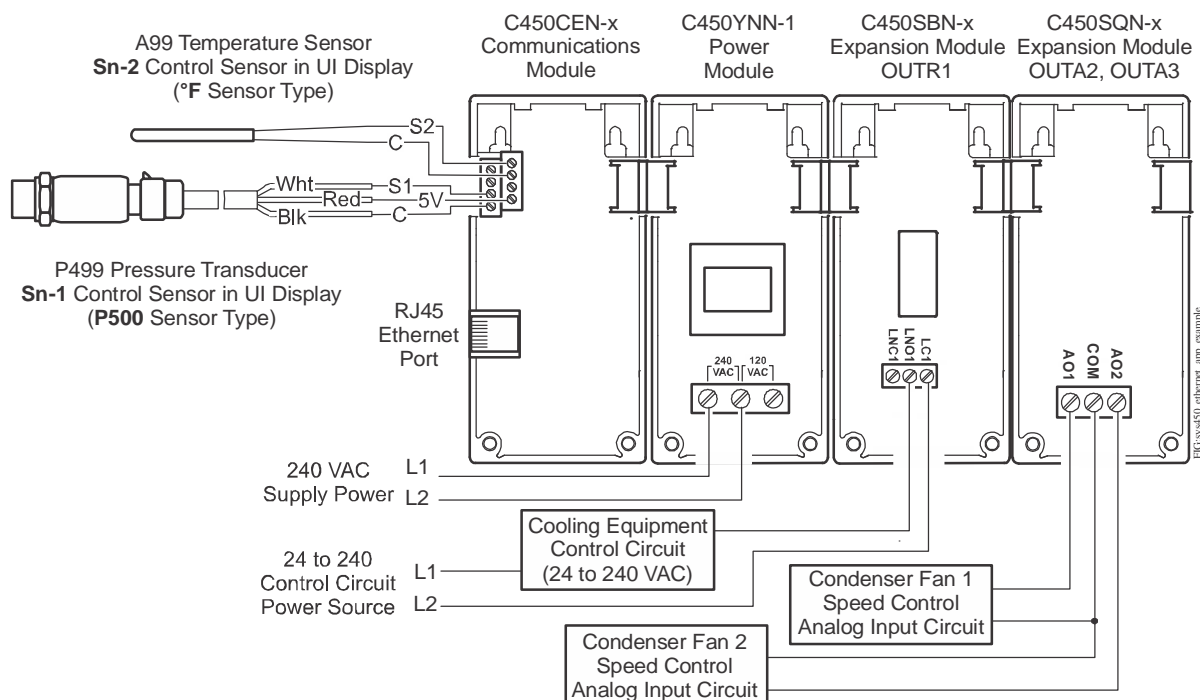 A99 Temperature Sensor
Sn-2 Control Sensor in UI Display
(°F Sensor Type)
C450CEN-x
Communications
Module
C450YNN-1
Power
Module
C450SBN-x
Expansion Module
OUTR1
C450SQN-x
Expansion Module
OUTA2, OUTA3
S2
C
Wht
S1
Red
5V
Blk
C
P499 Pressure Transducer
Sn-1 Control Sensor in UI Display
(P500 Sensor Type)
RJ45
Ethernet
Port
240
VAC
120
VAC
LNC1
LNO1
LC1
AO1
COM
AO2
FIG:sys450_ethernet_app_example
240 VAC
Supply Power
L1
L2
Cooling Equipment
Control Circuit
(24 to 240 VAC)
24 to 240
Control Circuit
Power Source
L1
L2
Condenser Fan 1
Speed Control
Analog Input Circuit
Condenser Fan 2
Speed Control
Analog Input Circuit